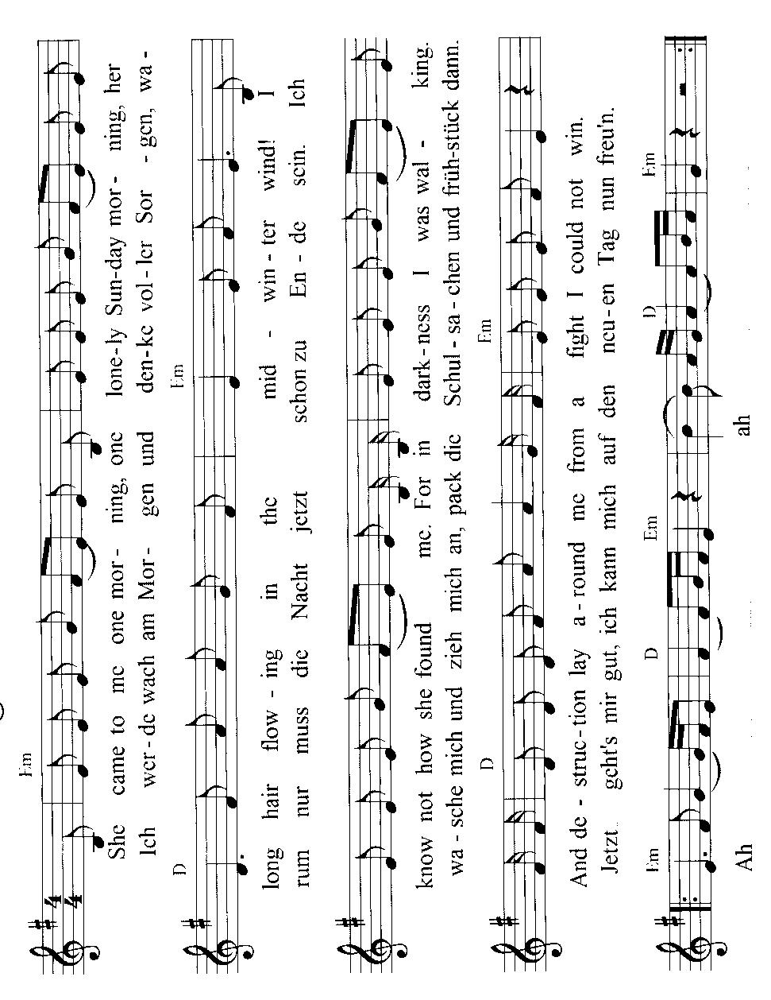 Em
She came to me one mor- ning, one lone-ly Sun-day mor- ning, her
Ich wer-de wach am Mor- gen und den-ke vol-ler Sor -gen, wa -
D Em
long hair flow - ing in the mid - win - ter wind! I
rum nur muss die Nacht jetzt schon zu En - de sein. Ich
know not how she found me. For in dark - ness I was wal - king.
wa - sche mich und zieh mich an, pack die Schul - sa - chen und früh-stück dann.
D Em
And de - struc-tion lay a - round me from a fight I could not win.
Jetzt geht's mir gut, ich kann mich auf den neu-en Tag nun freu'n.
Em D Em D Em
Ah ah